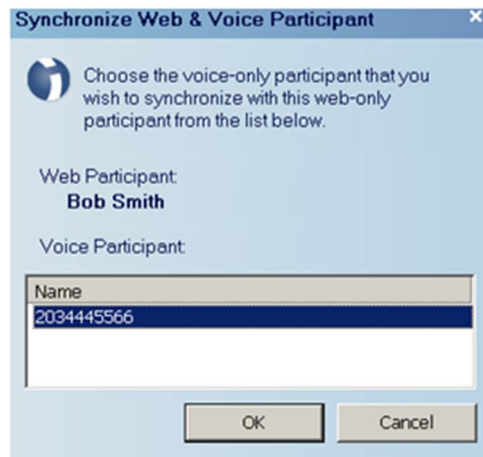 Synchronize Web & Voice Participant
Choose the voice-only participant that you
wish to synchronize with this web-only
participant from the list below.
Web Participant:
Bob Smith
Voice Participant:
Name
2034445566
OK Cancel